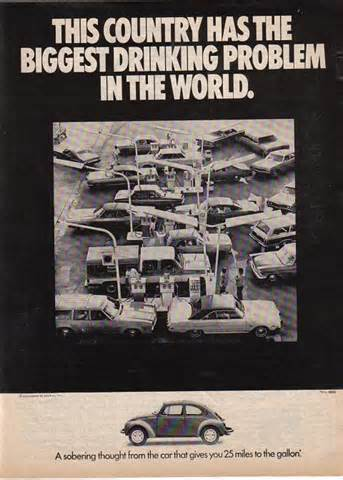 THIS COUNTRY HAS THE
BIGGEST DRINKING PROBLEM
IN THE WORLD.
A sobering thought from the car that gives you 25 miles to the gallon.